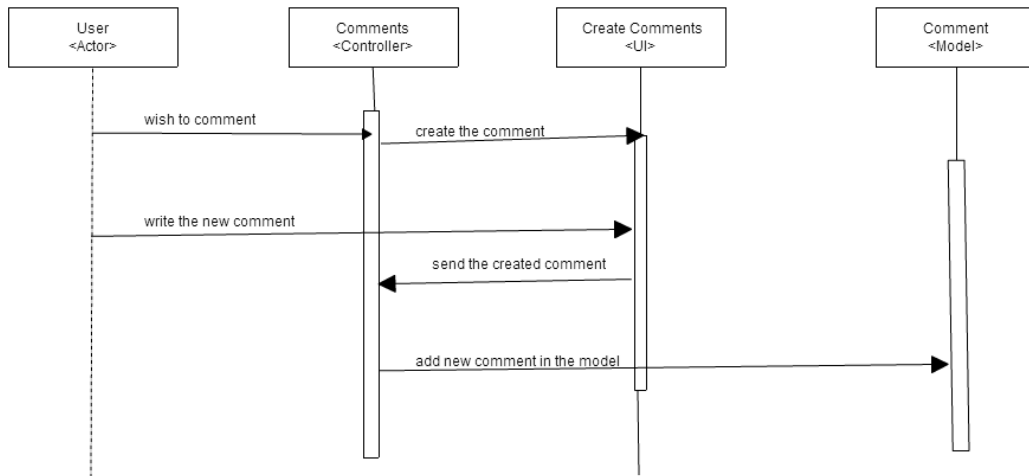 User
<Actor>
Comments
<Controller>
Create Comments
<UI>
Comment
<Model>
wish to comment
create the comment
write the new comment
send the created comment
add new comment in the model